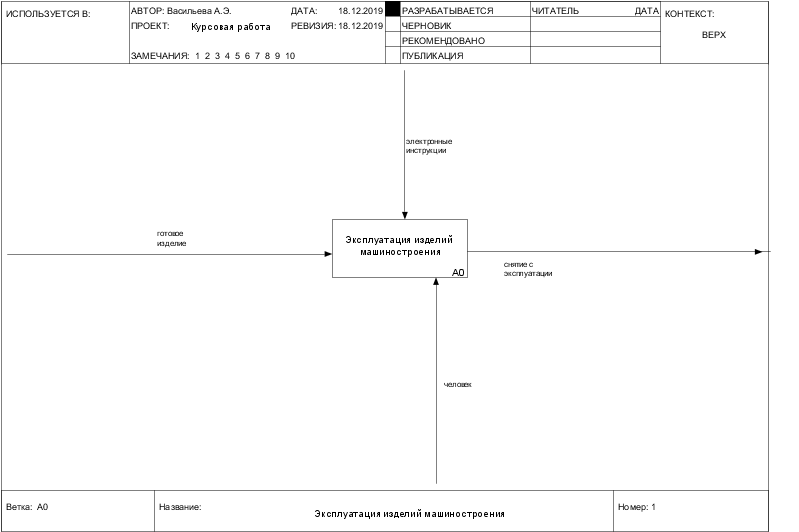 ИСПОЛЬЗУЕТСЯ В:
АВТОР: Васильева А.Э.
ДАТА: 18.12.2019
ПРОЕКТ: Курсовая работа
РЕВИЗИЯ: 18.12.2019
ЗАМЕЧАНИЯ: 1 2 3 4 5 6 7 8 9 10
РАЗРАБАТЫВАЕТСЯ
ЧЕРНОВИК
РЕКОМЕНДОВАНО
ПУБЛИКАЦИЯ
ЧИТАТЕЛЬ
ДАТА
КОНТЕКСТ:
ВЕРХ
электронные
инструкции
готовое
изделие
Эксплуатация изделий
машиностроения
A0
снятие с
эксплуатации
человек
Ветка: A0
Название:
Эксплуатация изделий машиностроения
Номер: 1